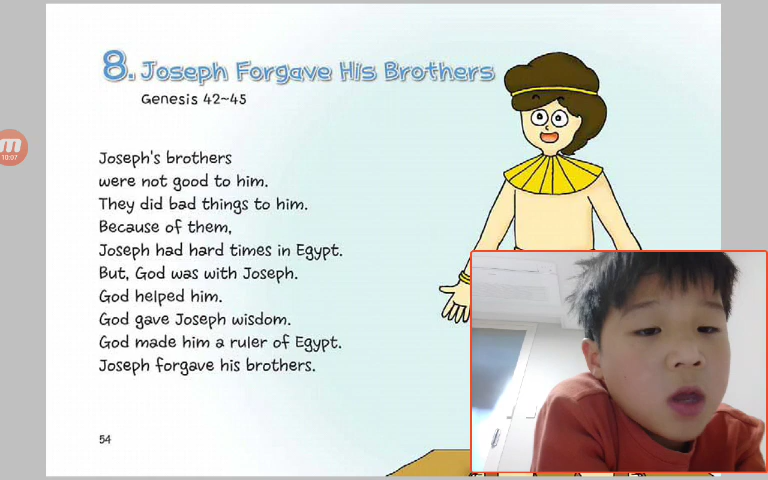 8. Joseph Forgave His Brothers
Genesis 42~45
Joseph's brothers
were not good to him.
They did bad things to him.
Because of them,
Joseph had hard times in Egypt.
But, God was with Joseph.
God helped him.
God gave Joseph wisdom.
God made him a ruler of Egypt.
Joseph forgave his brothers.
54
m
10:07